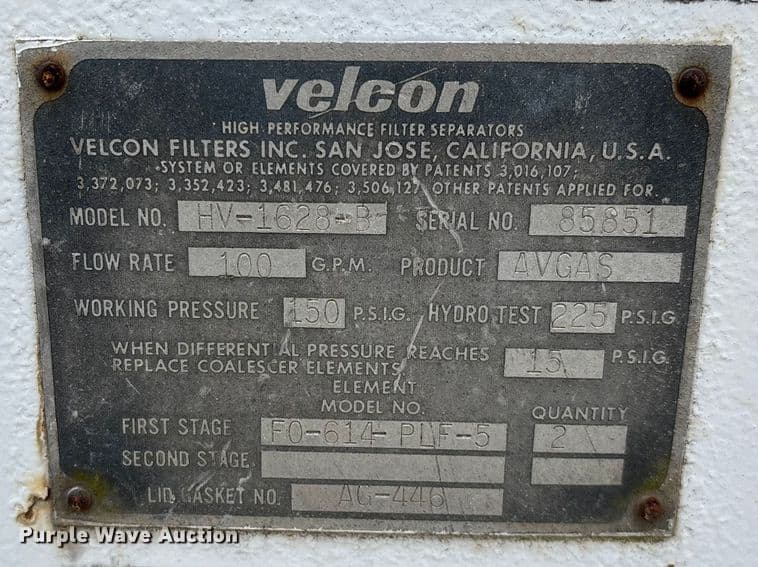 velcon
HIGH PERFORMANCE FILTER SEPARATORS
VELCON FILTERS INC. SAN JOSE, CALIFORNIA, U.S.A.
SYSTEM OR ELEMENTS COVERED BY PATENTS 3,016,107;
3,372,073; 3,352,423; 3,481,476; 3,506,127, OTHER PATENTS APPLIED FOR.
MODEL NO. HV-1628-B SERIAL NO. 85851
FLOW RATE 100 G.P.M. PRODUCT AVGAS
WORKING PRESSURE 150 P.S.I.G. HYDRO TEST 225 P.S.I.G
WHEN DIFFERENTIAL PRESSURE REACHES 15 P.S.I.G.
REPLACE COALESCER ELEMENTS
ELEMENT
MODEL NO. QUANTITY
FIRST STAGE FO-614-PLF-5 2
SECOND STAGE
LID GASKET NO. AG-446
Purple Wave Auction